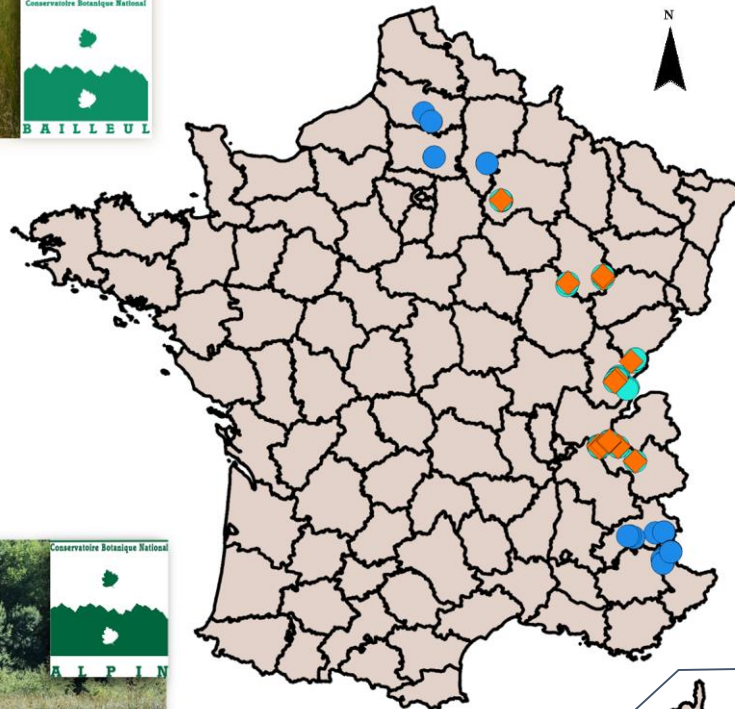 Conservatoire Botanique National
BAILLEUL
N
Conservatoire Botanique National
ALPIN